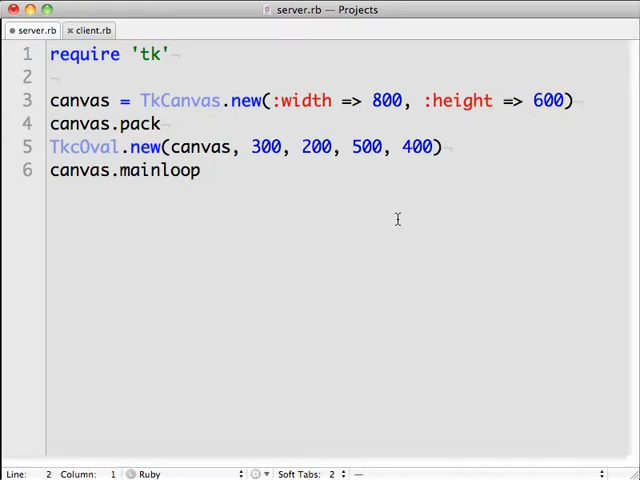 server.rb — Projects
server.rb
client.rb
1 require 'tk'¬
2 ¬
3 canvas = TkCanvas.new(:width => 800, :height => 600)¬
4 canvas.pack¬
5 TkcOval.new(canvas, 300, 200, 500, 400)¬
6 canvas.mainloop
Line: 2 Column: 1 Ruby Soft Tabs: 2 —